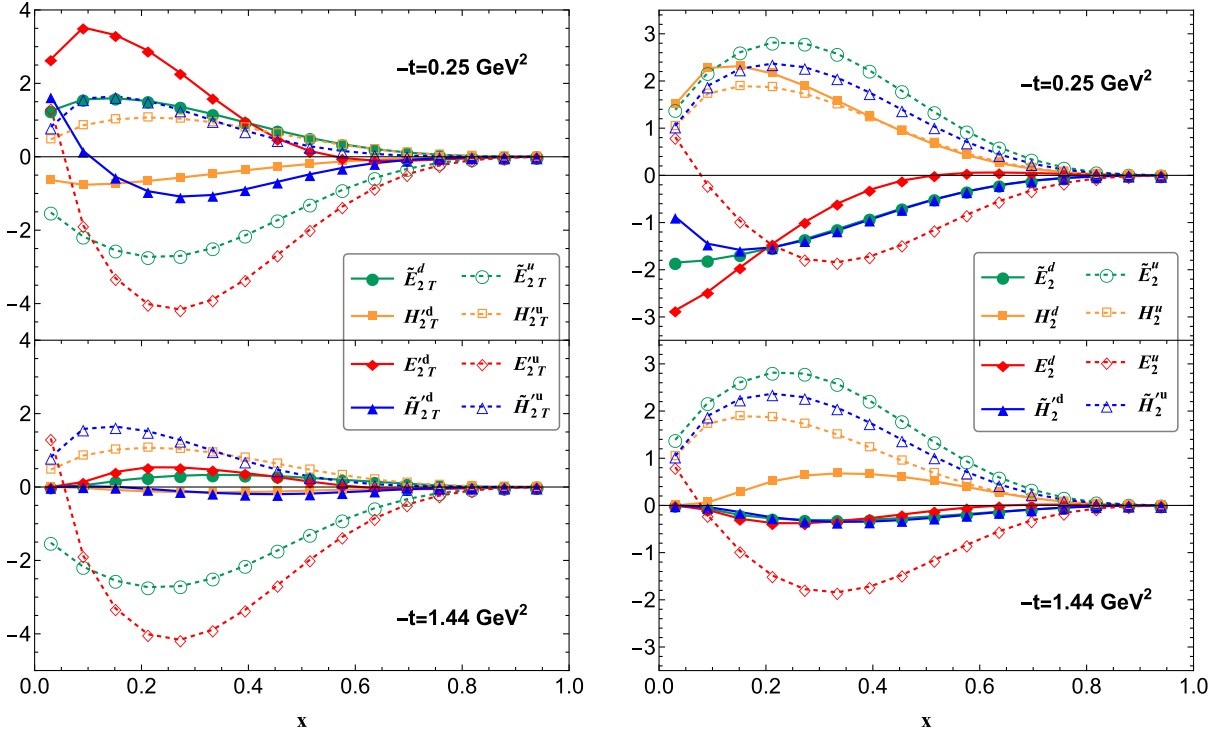 4
2
0
−2
−4
−t=0.25 GeV²
Ẽ^d_2T Ẽ^u_2T
H′^d_2T H′^u_2T
4
E′^d_2T E′^u_2T
H̃′^d_2T H̃′^u_2T
2
0
−2
−4
−t=1.44 GeV²
0.0 0.2 0.4 0.6 0.8 1.0
x
3
2
1
0
−1
−2
−3
−t=0.25 GeV²
Ẽ^d_2 Ẽ^u_2
H^d_2 H^u_2
E^d_2 E^u_2
H̃′^d_2 H̃′^u_2
3
2
1
0
−1
−2
−3
−t=1.44 GeV²
0.0 0.2 0.4 0.6 0.8 1.0
x